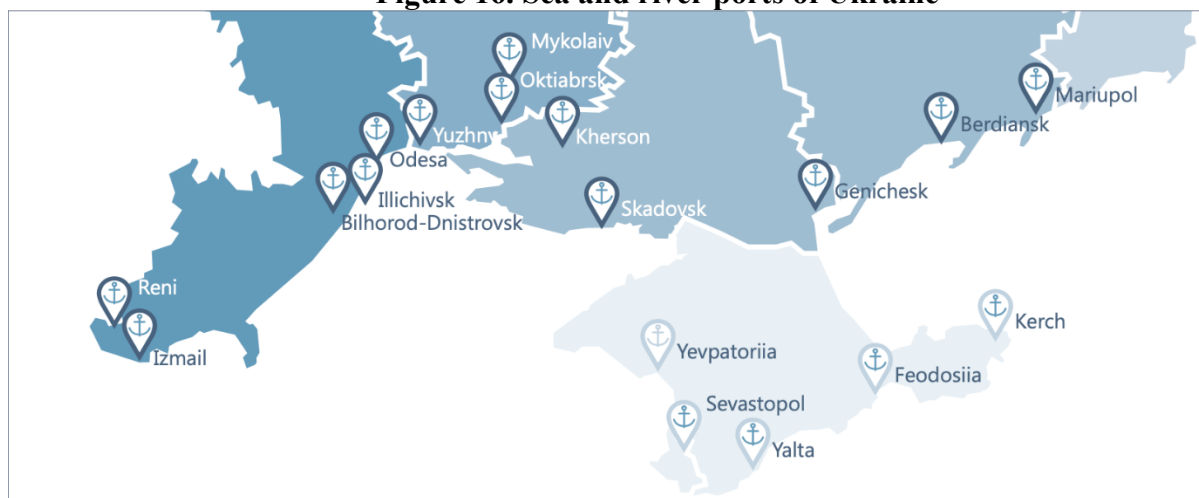 Figure 16. Sea and river ports of Ukraine
Mykolaiv
Oktiabrsk
Mariupol
Berdiansk
Yuzhny
Kherson
Odesa
Genichesk
Illichivsk
Skadovsk
Bilhorod-Dnistrovsk
Reni
Kerch
Izmail
Yevpatoriia
Feodosiia
Sevastopol
Yalta